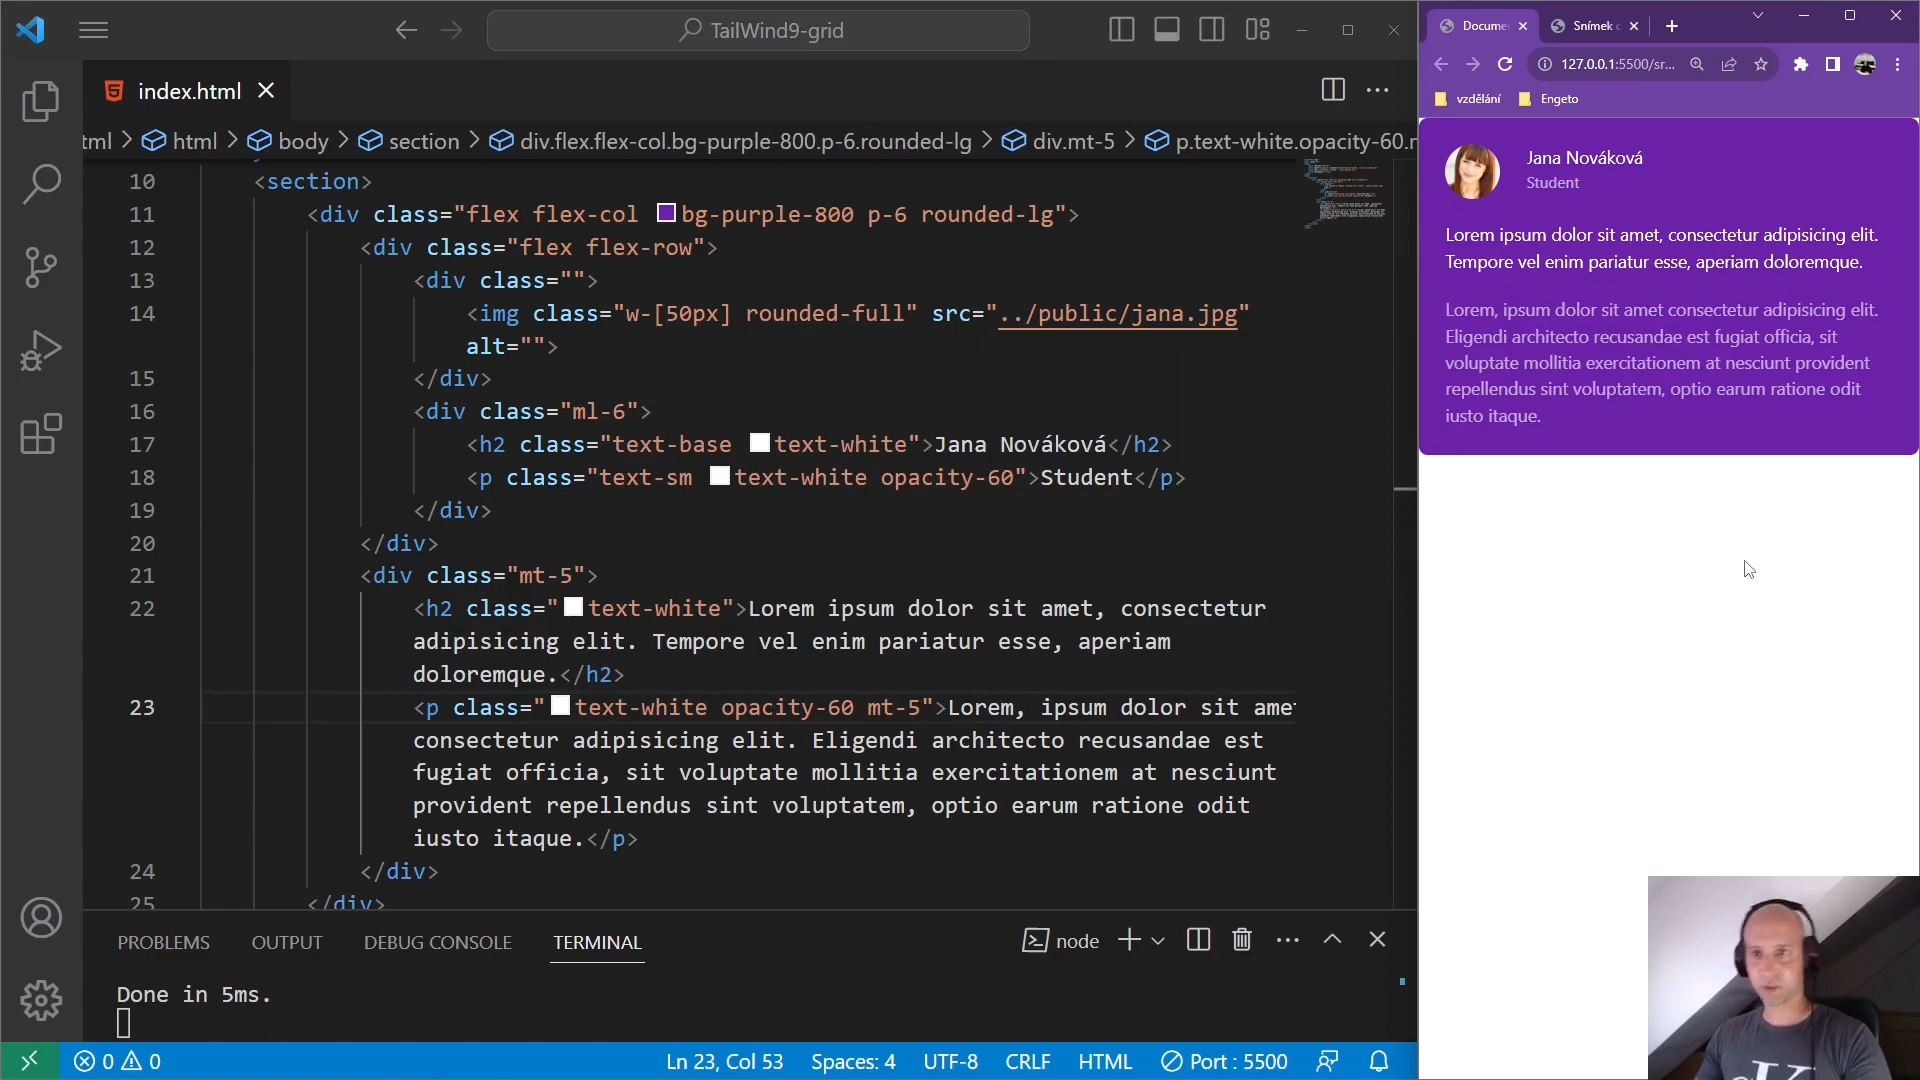 TailWind9-grid
index.html
tml > html > body > section > div.flex.flex-col.bg-purple-800.p-6.rounded-lg > div.mt-5 > p.text-white.opacity-60.m
10 <section>
11 <div class="flex flex-col bg-purple-800 p-6 rounded-lg">
12 <div class="flex flex-row">
13 <div class="">
14 <img class="w-[50px] rounded-full" src="../public/jana.jpg"
alt="">
15 </div>
16 <div class="ml-6">
17 <h2 class="text-base text-white">Jana Nováková</h2>
18 <p class="text-sm text-white opacity-60">Student</p>
19 </div>
20 </div>
21 <div class="mt-5">
22 <h2 class="text-white">Lorem ipsum dolor sit amet, consectetur
adipisicing elit. Tempore vel enim pariatur esse, aperiam
doloremque.</h2>
23 <p class="text-white opacity-60 mt-5">Lorem, ipsum dolor sit amet
consectetur adipisicing elit. Eligendi architecto recusandae est
fugiat officia, sit voluptate mollitia exercitationem at nesciunt
provident repellendus sint voluptatem, optio earum ratione odit
iusto itaque.</p>
24 </div>
25 </div>
PROBLEMS OUTPUT DEBUG CONSOLE TERMINAL
node
Done in 5ms.
0 0
Ln 23, Col 53 Spaces: 4 UTF-8 CRLF HTML Port : 5500
Docume
Snímek
127.0.0.1:5500/sr...
vzdělání Engeto
Jana Nováková
Student
Lorem ipsum dolor sit amet, consectetur adipisicing elit.
Tempore vel enim pariatur esse, aperiam doloremque.
Lorem, ipsum dolor sit amet consectetur adipisicing elit.
Eligendi architecto recusandae est fugiat officia, sit
voluptate mollitia exercitationem at nesciunt provident
repellendus sint voluptatem, optio earum ratione odit
iusto itaque.